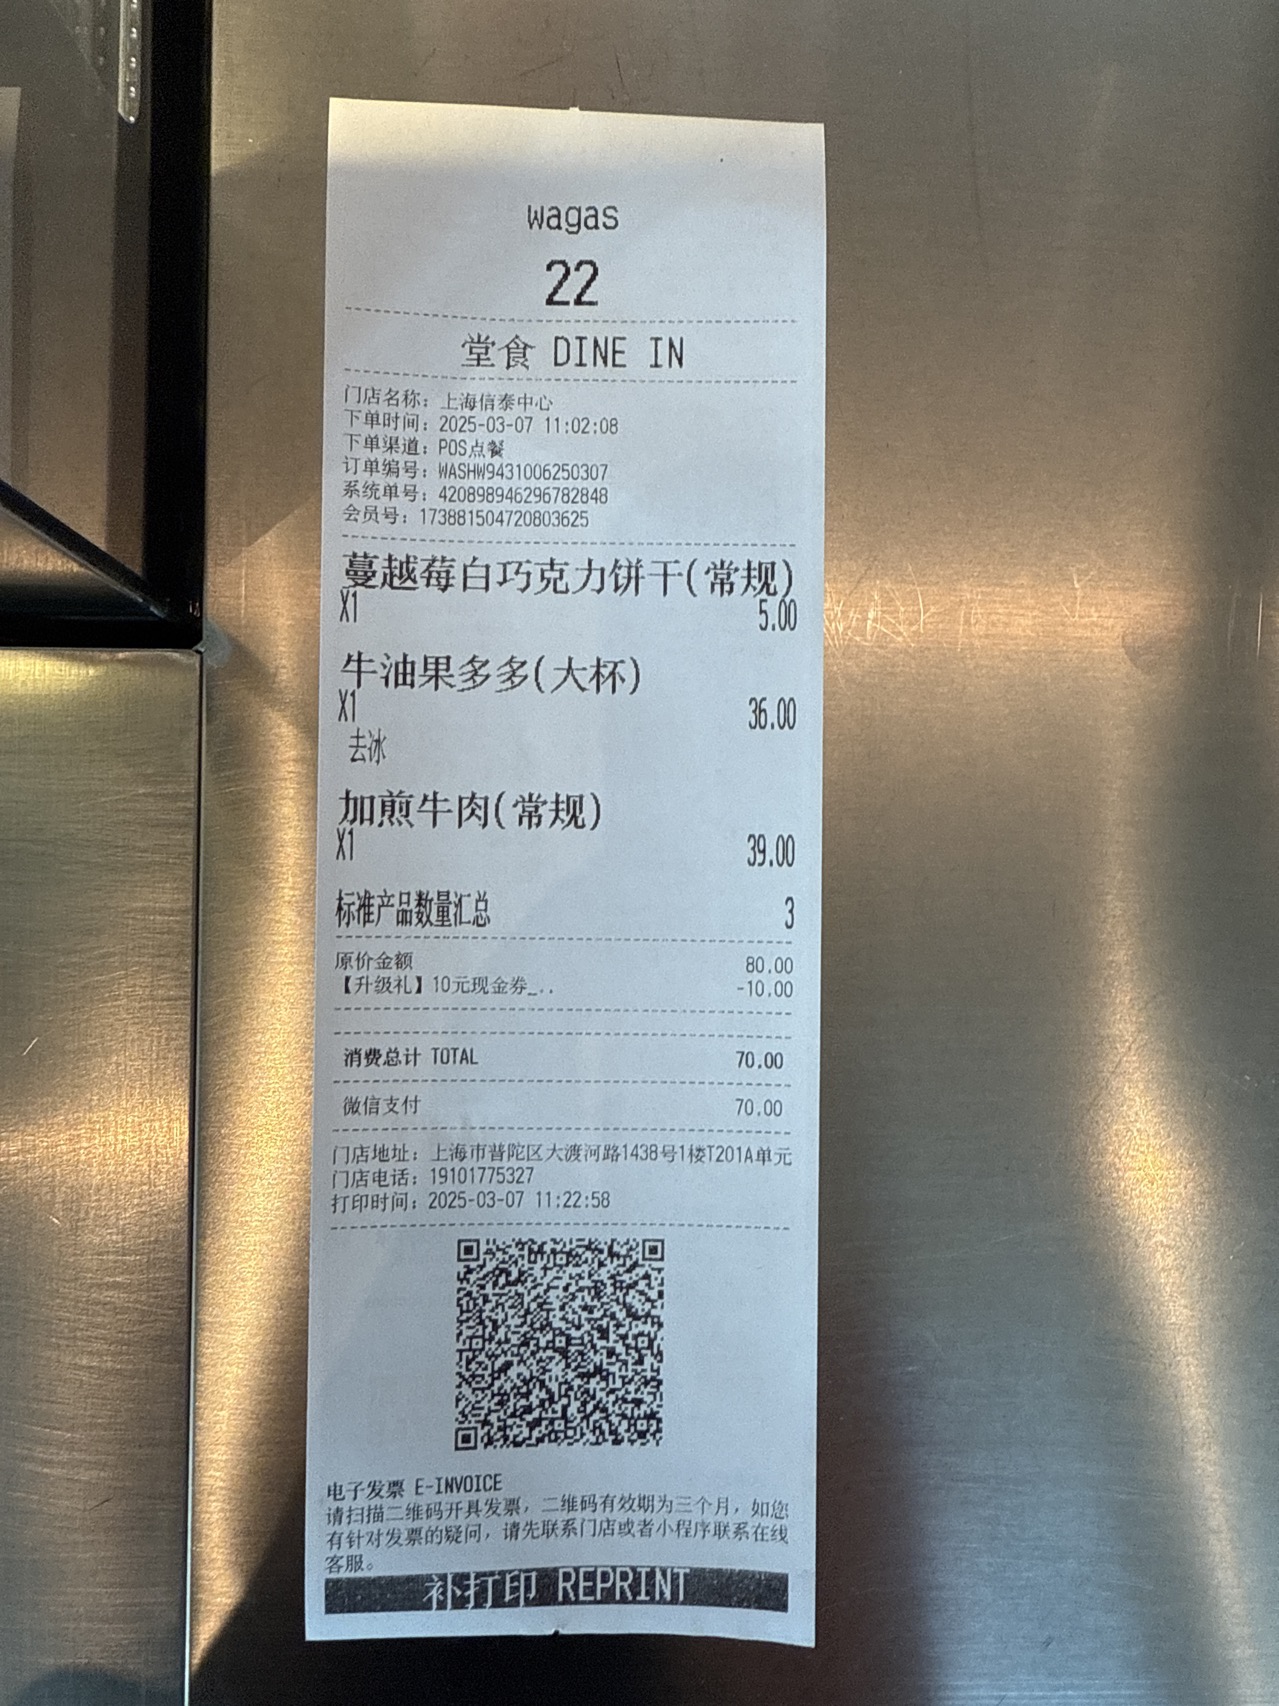 wagas
22
堂食 DINE IN
门店名称：上海信泰中心
下单时间：2025-03-07 11:02:08
下单渠道：POS点餐
订单编号：WASHW9431006250307
系统单号：420898946296782848
会员号：173881504720803625
蔓越莓白巧克力饼干(常规)
X1 5.00
牛油果多多(大杯)
X1 36.00
去冰
加煎牛肉(常规)
X1 39.00
标准产品数量汇总 3
原价金额 80.00
【升级礼】10元现金券_.. -10.00
消费总计 TOTAL 70.00
微信支付 70.00
门店地址：上海市普陀区大渡河路1438号1楼T201A单元
门店电话：19101775327
打印时间：2025-03-07 11:22:58
电子发票 E-INVOICE
请扫描二维码开具发票，二维码有效期为三个月，如您
有针对发票的疑问，请先联系门店或者小程序联系在线
客服。
补打印 REPRINT